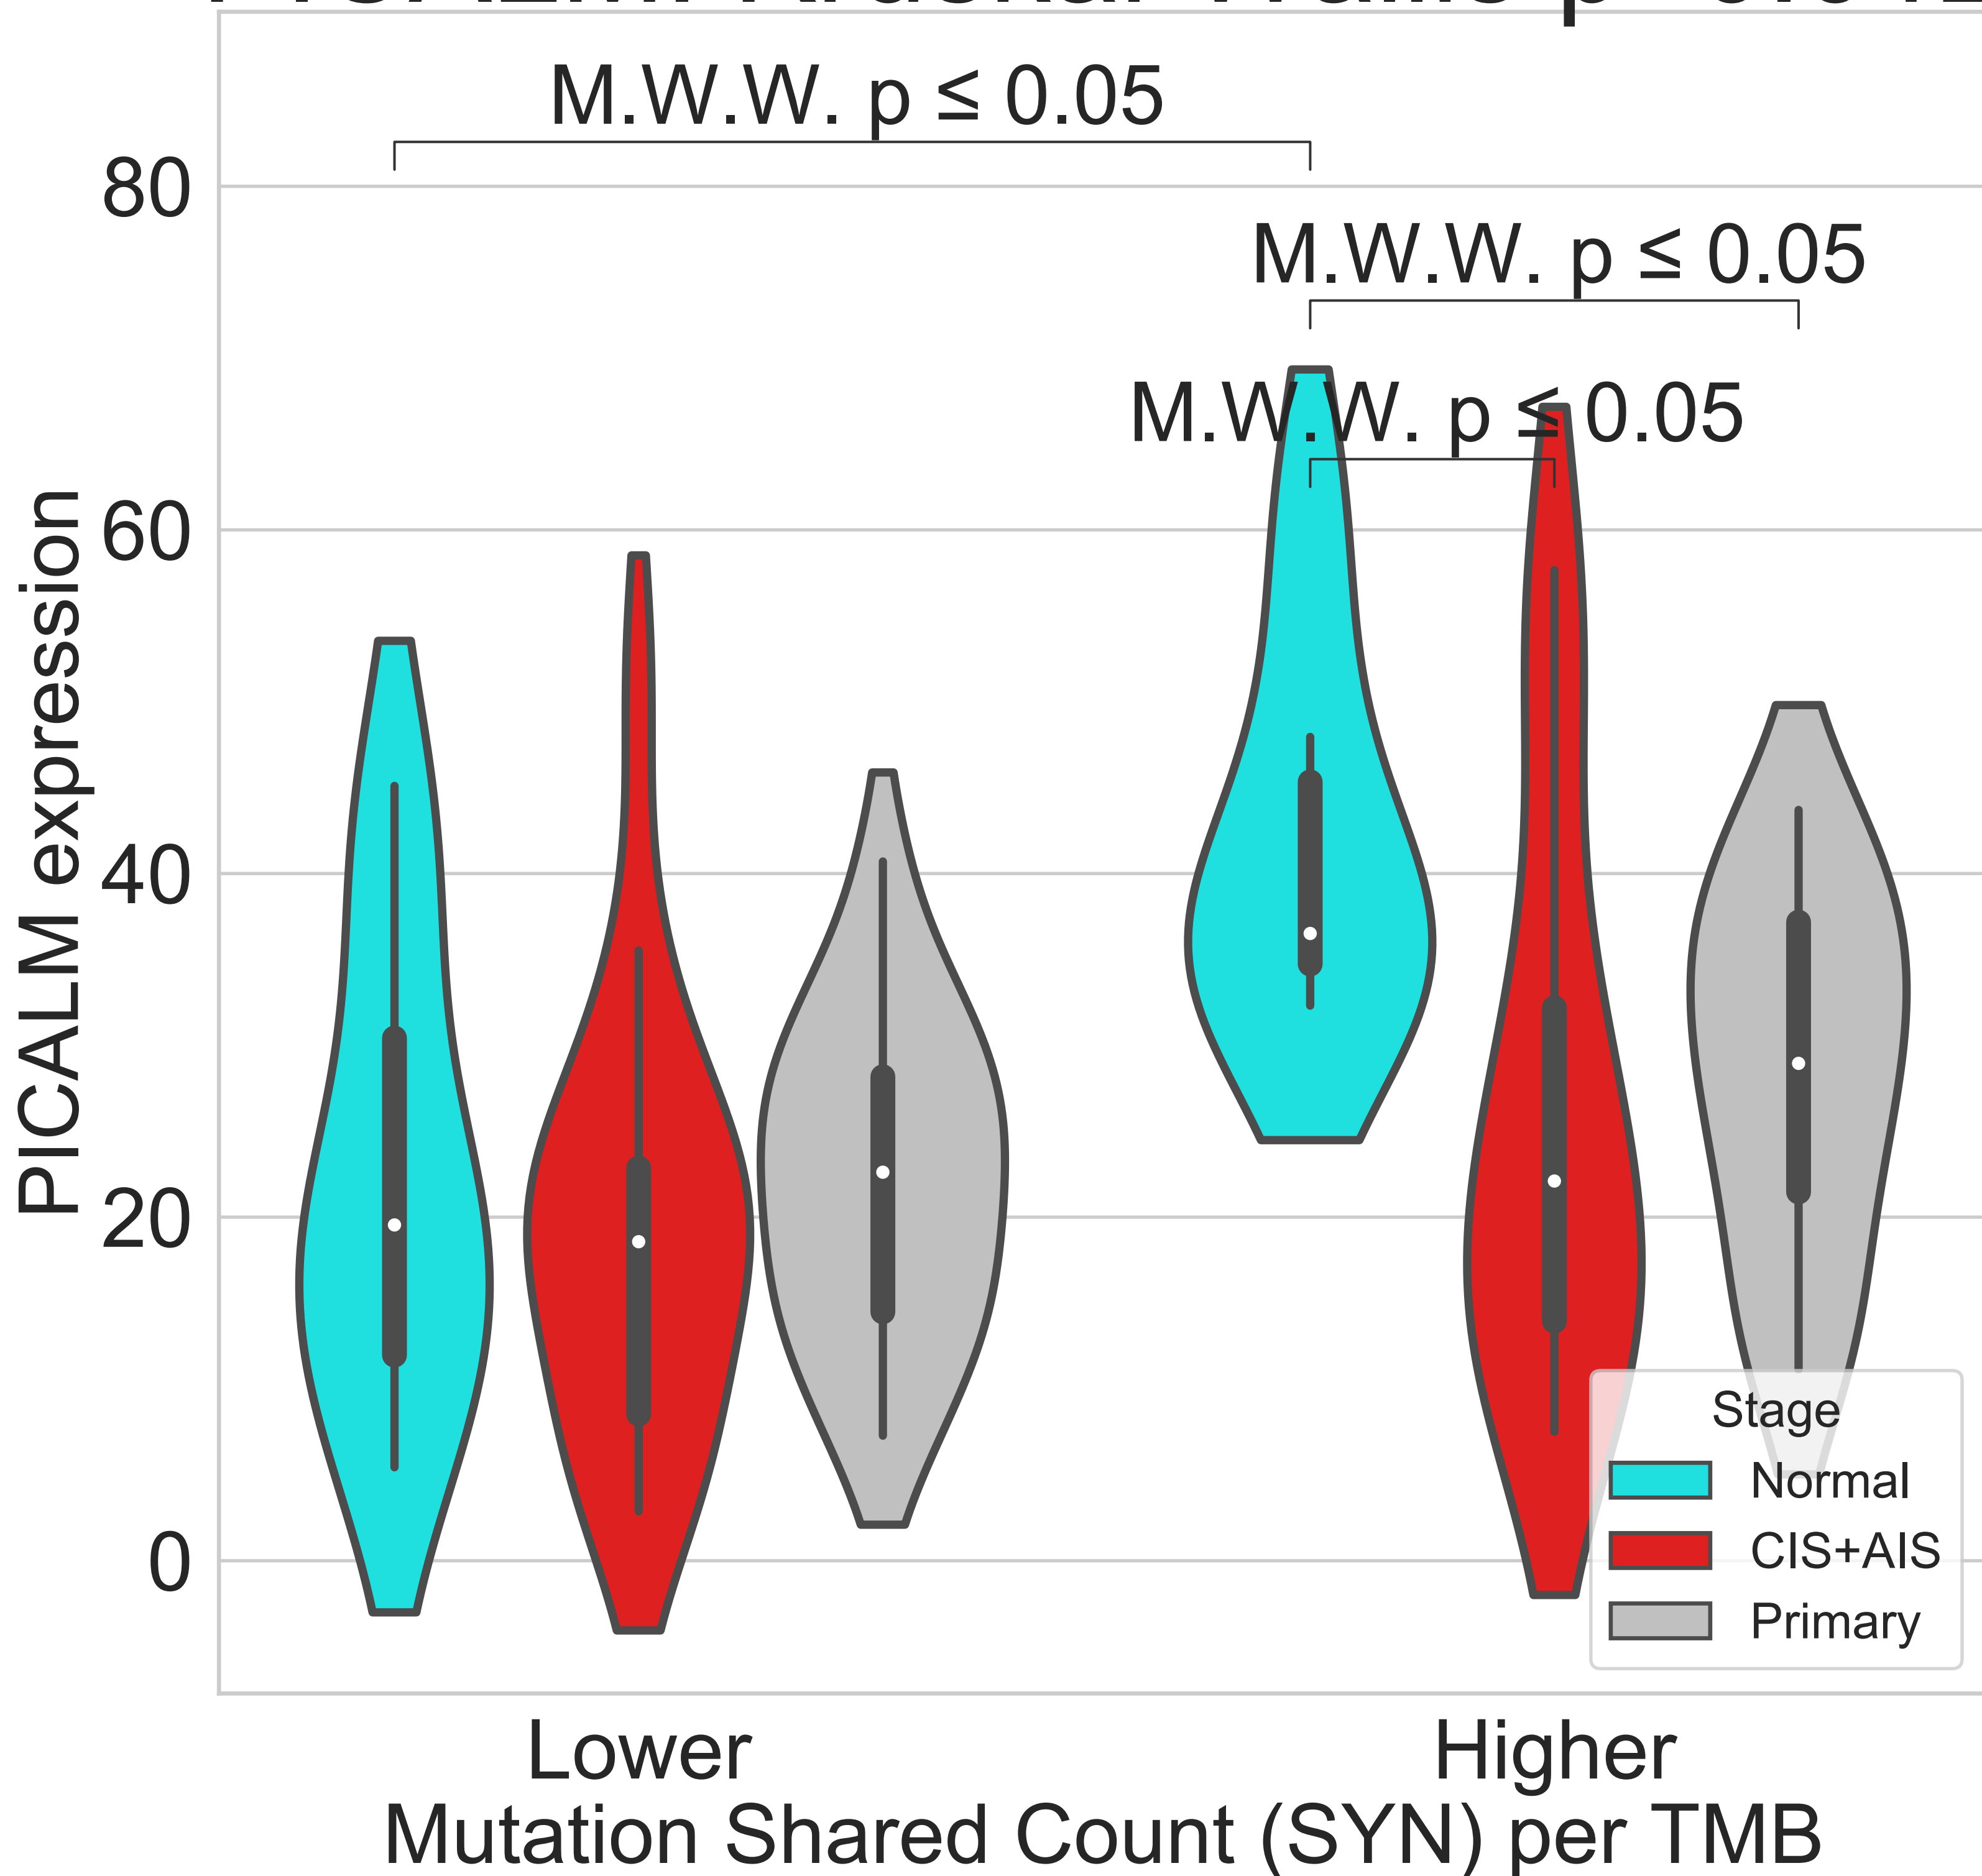 M.W.W. p ≤ 0.05
80
M.W.W. p ≤ 0.05
M.W.W. p ≤ 0.05
60
PICALM expression
40
20
0
Stage
Normal
CIS+AIS
Primary
Lower
Higher
Mutation Shared Count (SYN) per TMB